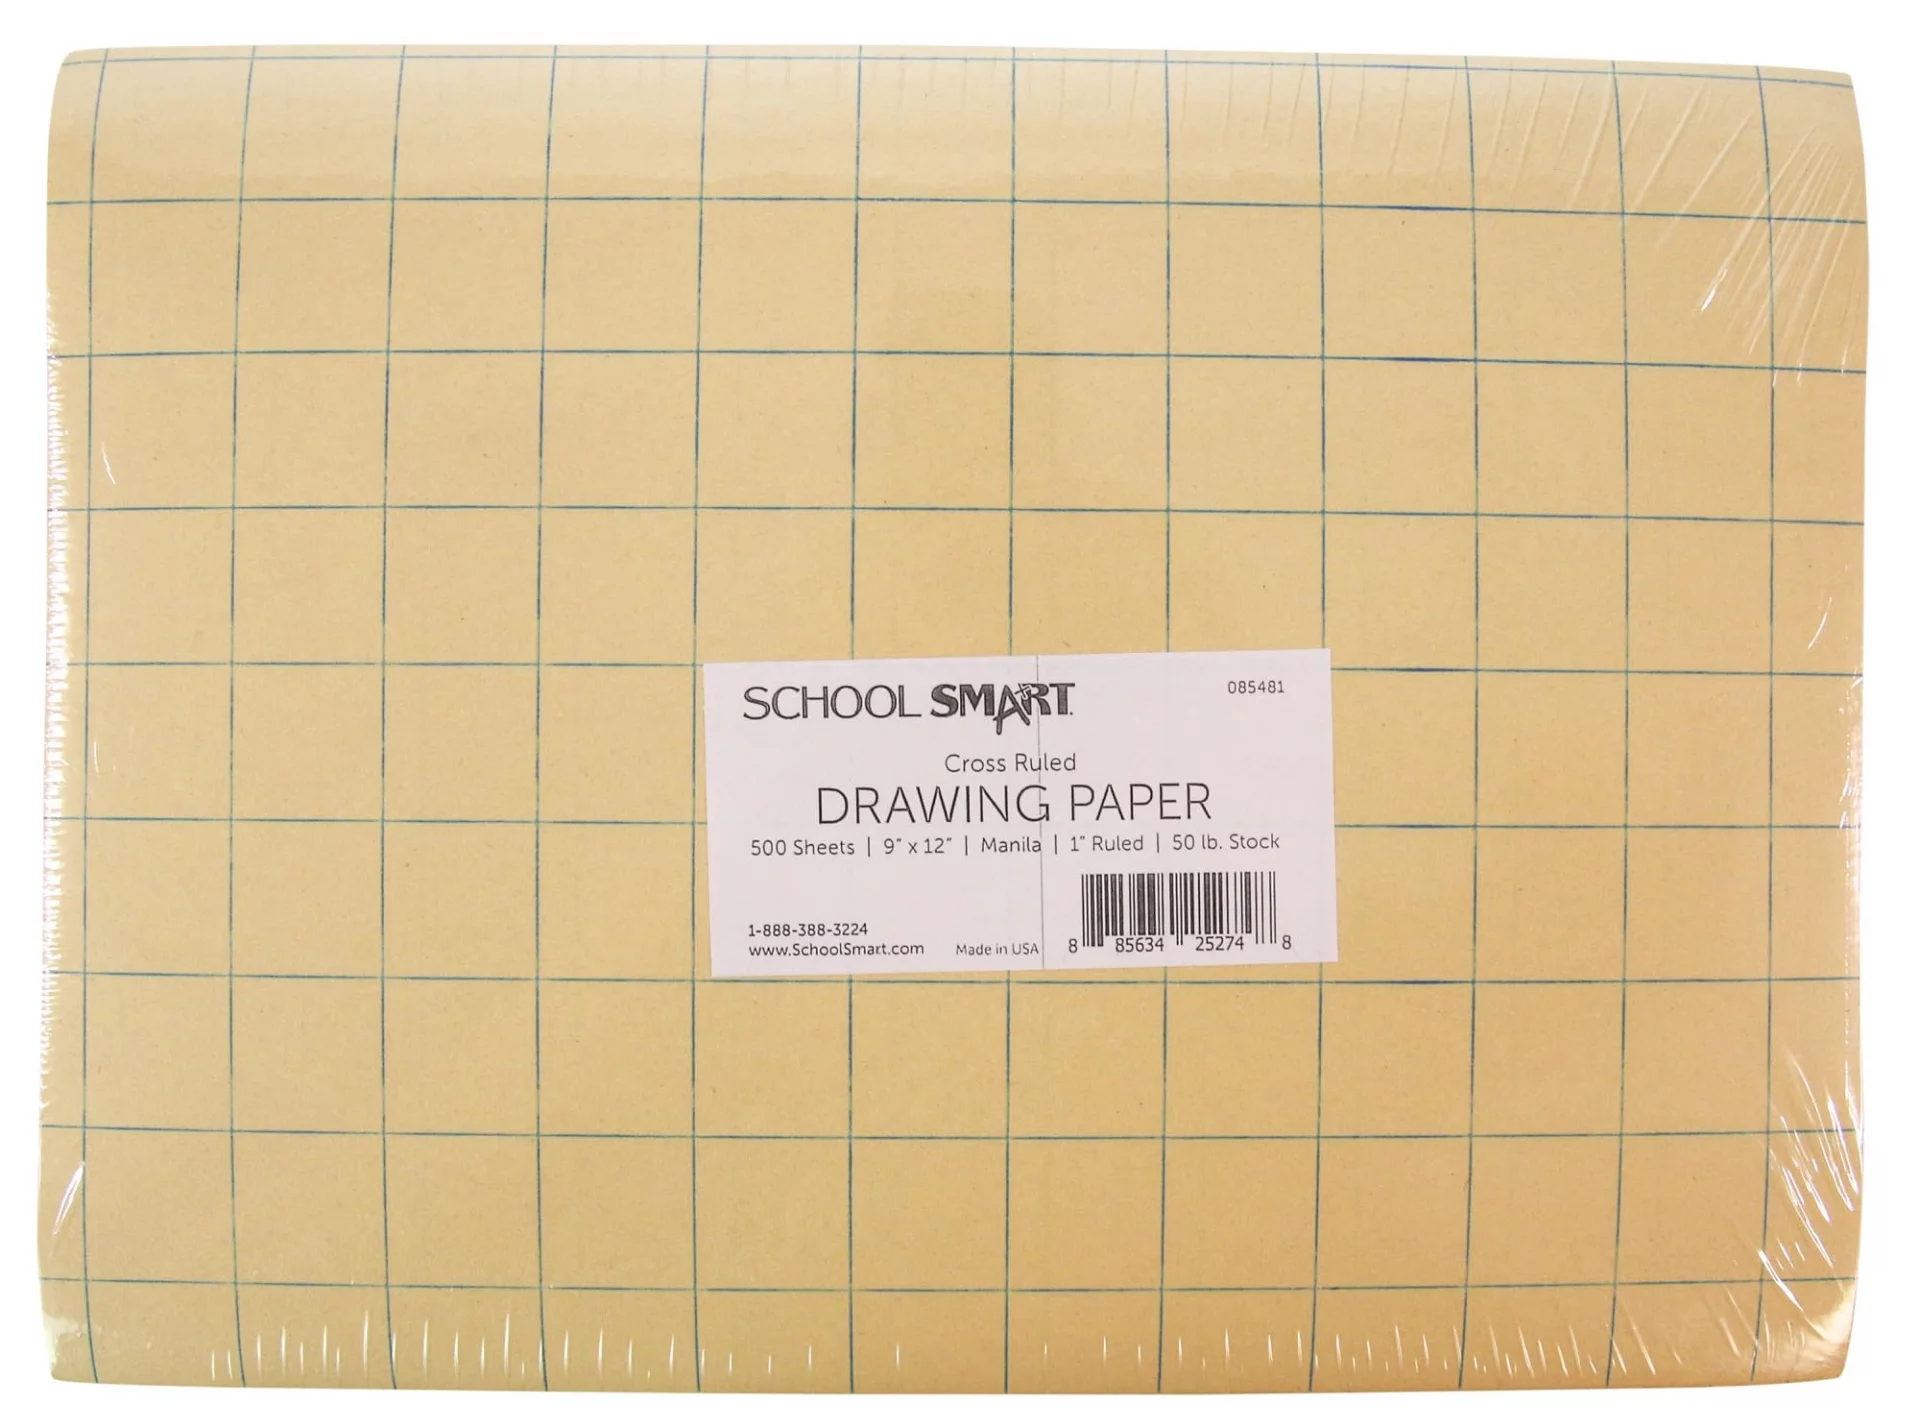 SCHOOL SMART
085481
Cross Ruled
DRAWING PAPER
500 Sheets | 9" x 12" | Manila | 1" Ruled | 50 lb. Stock
1-888-388-3224
www.SchoolSmart.com
Made in USA
8 85634 25274 8